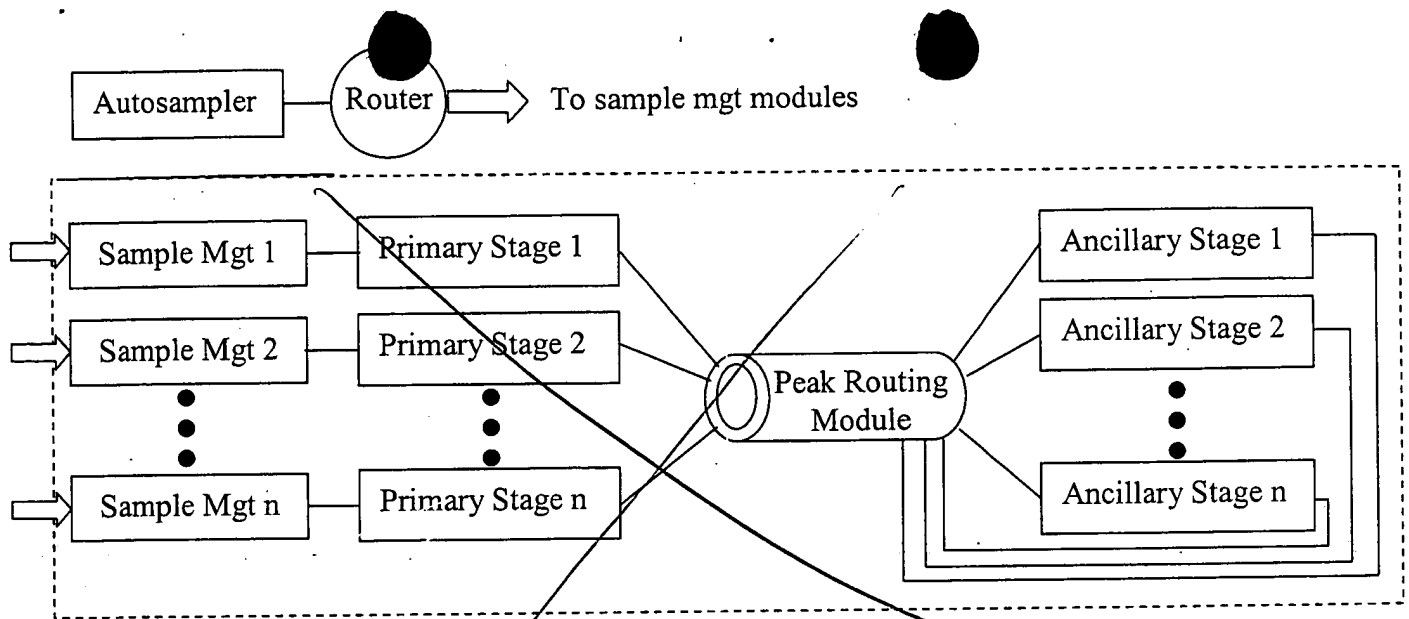 Autosampler
Router
To sample mgt modules
Sample Mgt 1
Primary Stage 1
Ancillary Stage 1
Sample Mgt 2
Primary Stage 2
Ancillary Stage 2
Peak Routing
Module
Sample Mgt n
Primary Stage n
Ancillary Stage n